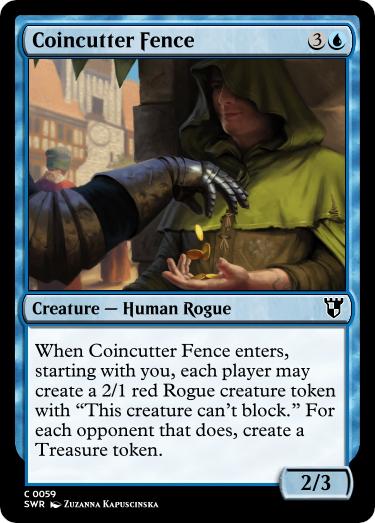 Coincutter Fence 3
Creature — Human Rogue
When Coincutter Fence enters,
starting with you, each player may
create a 2/1 red Rogue creature token
with “This creature can’t block.” For
each opponent that does, create a
Treasure token.
2/3
C 0059
SWR Zuzanna Kapuscinska